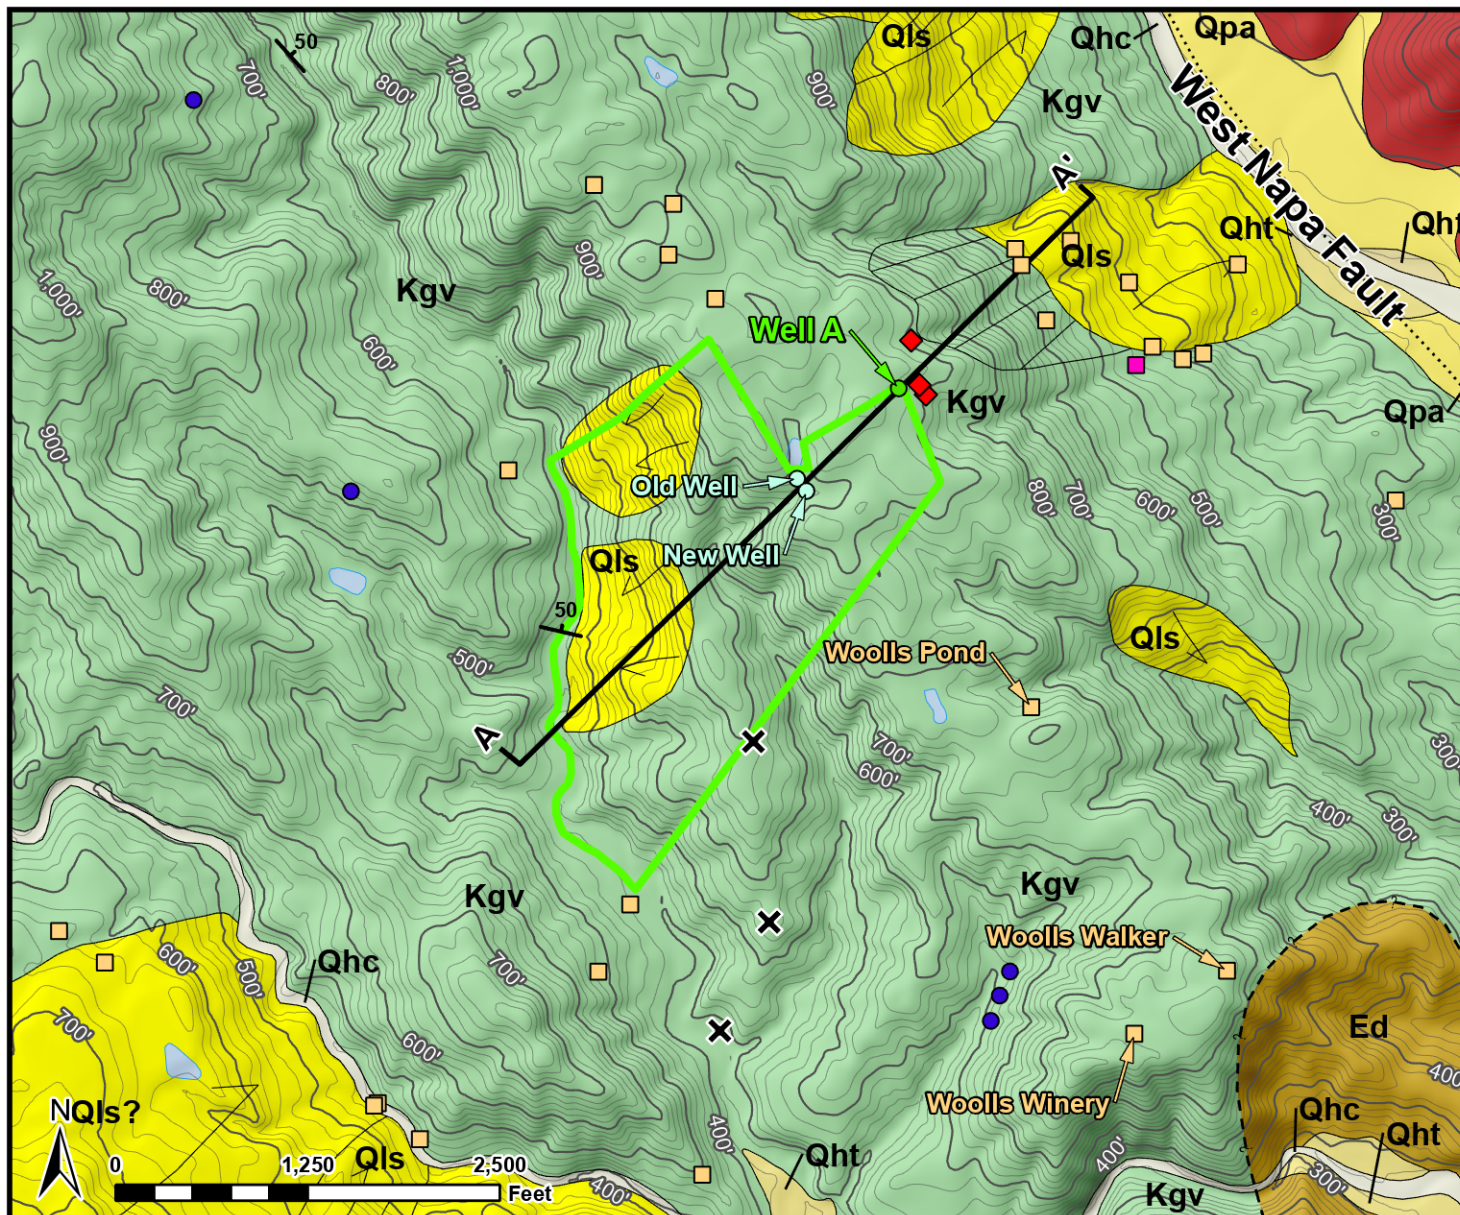 50
Qls
Qhc
Qpa
700'
800'
1,000'
900'
Kgv
West Napa Fault
A'
Qht
Qhf
Qls
900'
Kgv
1,000'
800'
600'
Well A
Kgv
Qpa
900'
Old Well
New Well
800'
700'
600'
500'
300'
Qls
50
Qls
Woolls Pond
500'
700'
A
700'
600'
300'
400'
300'
Kgv
Kgv
Woolls Walker
Qhc
600'
500'
700'
700'
600'
Ed
400'
Woolls Winery
N
Qls?
Qls
400'
Qht
400'
Qhc
Qht
300'
Kgv
400'
0
1,250
2,500
Feet